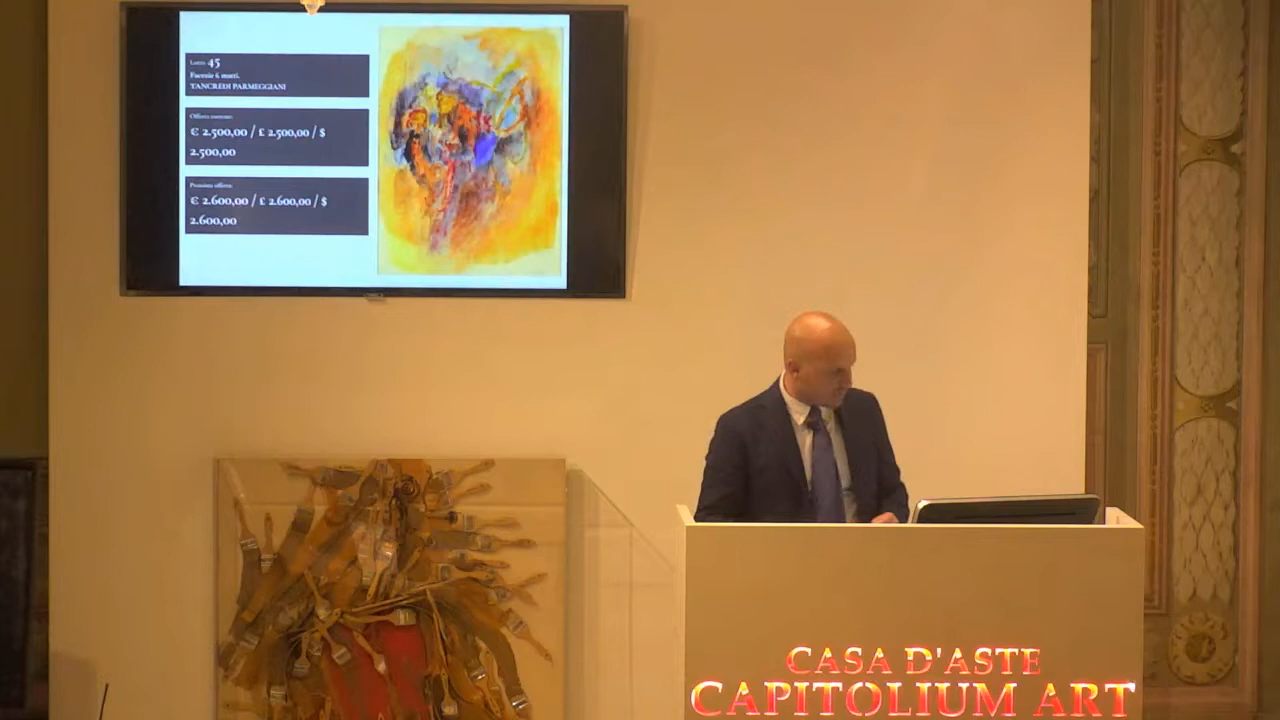 Lotto 45
Facezie & matti.
TANCREDI PARMEGGIANI
Offerta corrente:
€ 2.500,00 / £ 2.500,00 / $
2.500,00
Prossima offerta:
€ 2.600,00 / £ 2.600,00 / $
2.600,00
CASA D'ASTE
CAPITOLIUM ART